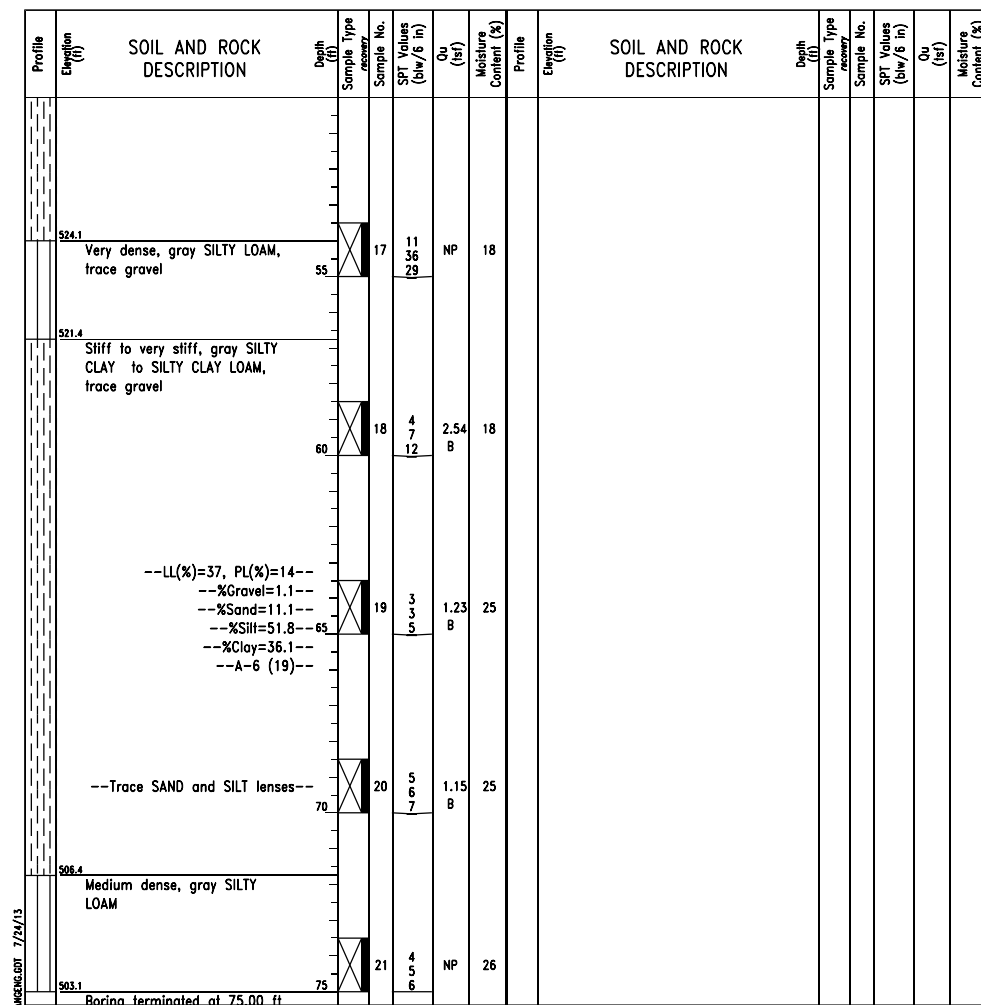 Profile
Elevation (ft)
SOIL AND ROCK
DESCRIPTION
Depth (ft)
Sample Type
recovery
Sample No.
SPT Values (blw/6 in)
Qu (tsf)
Moisture Content (%)
Profile
Elevation (ft)
SOIL AND ROCK
DESCRIPTION
Depth (ft)
Sample Type
recovery
Sample No.
SPT Values (blw/6 in)
Qu (tsf)
Moisture Content (%)
524.1
Very dense, gray SILTY LOAM,
trace gravel
55
17
11
36
29
NP
18
521.4
Stiff to very stiff, gray SILTY
CLAY to SILTY CLAY LOAM,
trace gravel
60
18
4
7
12
2.54
B
18
--LL(%)=37, PL(%)=14--
--%Gravel=1.1--
--%Sand=11.1--
--%Silt=51.8--65
--%Clay=36.1--
--A-6 (19)--
19
3
3
5
1.23
B
25
--Trace SAND and SILT lenses--
70
20
5
6
7
1.15
B
25
506.4
Medium dense, gray SILTY
LOAM
21
4
5
6
NP
26
503.1
75
Boring terminated at 75.00 ft
7/24/13